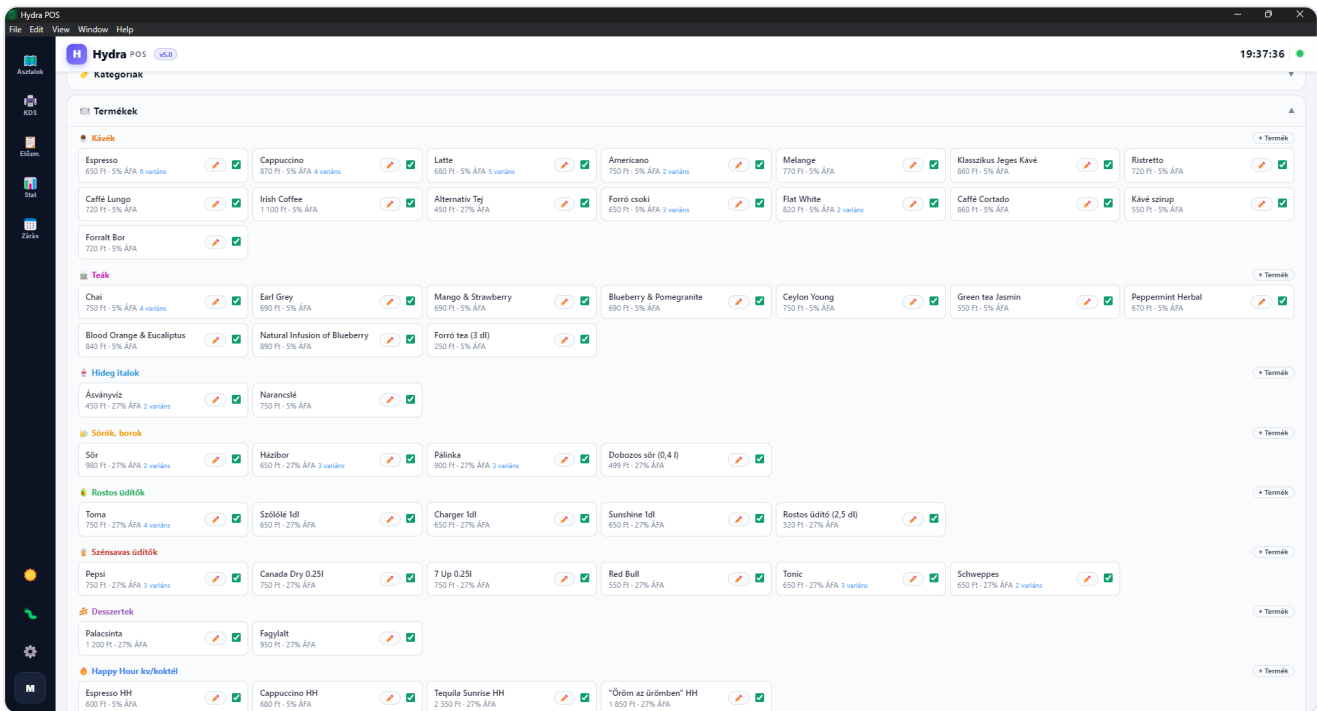 Hydra POS
File Edit View Window Help
H Hydra POS v5.0
19:37:36
Asztalok
KDS
Előzm.
Stat
Zárás
M
Kategóriák
Termékek
Kávék
+ Termék
Espresso
650 Ft · 5% ÁFA 6 variáns
Cappuccino
870 Ft · 5% ÁFA 4 variáns
Latte
680 Ft · 5% ÁFA 5 variáns
Americano
750 Ft · 5% ÁFA 2 variáns
Melange
770 Ft · 5% ÁFA
Klasszikus Jeges Kávé
860 Ft · 5% ÁFA
Ristretto
720 Ft · 5% ÁFA
Caffé Lungo
720 Ft · 5% ÁFA
Irish Coffee
1 100 Ft · 5% ÁFA
Alternatív Tej
450 Ft · 27% ÁFA
Forró csoki
650 Ft · 5% ÁFA 3 variáns
Flat White
820 Ft · 5% ÁFA 2 variáns
Caffé Cortado
860 Ft · 5% ÁFA
Kávé szirup
550 Ft · 5% ÁFA
Forralt Bor
720 Ft · 5% ÁFA
Teák
+ Termék
Chai
750 Ft · 5% ÁFA 4 variáns
Earl Grey
690 Ft · 5% ÁFA
Mango & Strawberry
690 Ft · 5% ÁFA
Blueberry & Pomegranite
690 Ft · 5% ÁFA
Ceylon Young
750 Ft · 5% ÁFA
Green tea Jasmin
550 Ft · 5% ÁFA
Peppermint Herbal
670 Ft · 5% ÁFA
Blood Orange & Eucaliptus
840 Ft · 5% ÁFA
Natural Infusion of Blueberry
890 Ft · 5% ÁFA
Forró tea (3 dl)
250 Ft · 5% ÁFA
Hideg italok
+ Termék
Ásványvíz
450 Ft · 27% ÁFA 2 variáns
Narancslé
750 Ft · 5% ÁFA
Sörök, borok
+ Termék
Sör
980 Ft · 27% ÁFA 2 variáns
Házibor
650 Ft · 27% ÁFA 3 variáns
Pálinka
900 Ft · 27% ÁFA 3 variáns
Dobozos sör (0,4 l)
499 Ft · 27% ÁFA
Rostos üdítők
+ Termék
Toma
750 Ft · 27% ÁFA 4 variáns
Szőlőlé 1dl
650 Ft · 27% ÁFA
Charger 1dl
650 Ft · 27% ÁFA
Sunshine 1dl
650 Ft · 27% ÁFA
Rostos üdítő (2,5 dl)
320 Ft · 27% ÁFA
Szénsavas üdítők
+ Termék
Pepsi
750 Ft · 27% ÁFA 3 variáns
Canada Dry 0.25l
750 Ft · 27% ÁFA
7 Up 0.25l
750 Ft · 27% ÁFA
Red Bull
550 Ft · 27% ÁFA
Tonic
650 Ft · 27% ÁFA 3 variáns
Schweppes
650 Ft · 27% ÁFA 2 variáns
Desszertek
+ Termék
Palacsinta
1 200 Ft · 27% ÁFA
Fagylalt
950 Ft · 27% ÁFA
Happy Hour kv/koktél
+ Termék
Espresso HH
600 Ft · 5% ÁFA
Cappuccino HH
680 Ft · 5% ÁFA
Tequila Sunrise HH
2 350 Ft · 27% ÁFA
"Öröm az ürömben" HH
1 850 Ft · 27% ÁFA